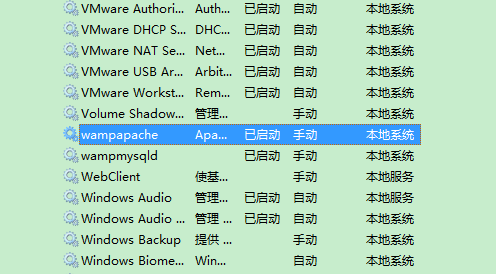 VMware Authori... Auth... 已启动 自动 本地系统
VMware DHCP S... DHC... 已启动 自动 本地系统
VMware NAT Se... Net... 已启动 自动 本地系统
VMware USB Ar... Arbit... 已启动 自动 本地系统
VMware Workst... Rem... 已启动 自动 本地系统
Volume Shadow... 管理... 手动 本地系统
wampapache Apa... 已启动 手动 本地系统
wampmysqld 已启动 手动 本地系统
WebClient 使基... 手动 本地服务
Windows Audio 管理... 已启动 自动 本地服务
Windows Audio ... 管理 ... 已启动 自动 本地系统
Windows Backup 提供 ... 手动 本地系统
Windows Biome... Win... 自动 本地系统